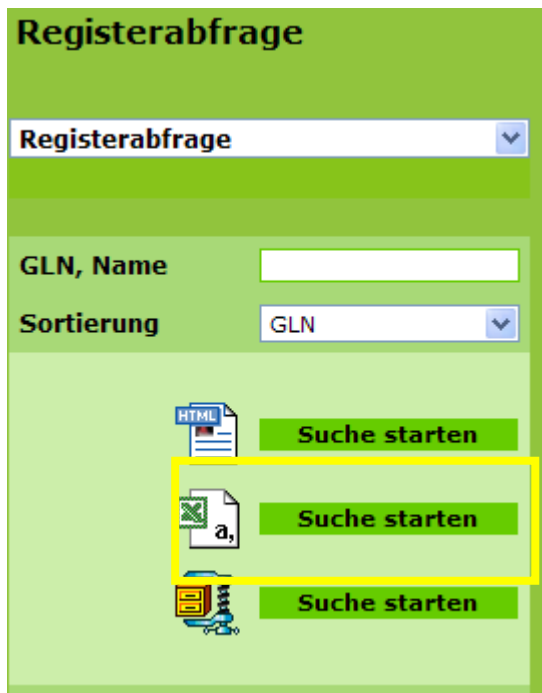 Registerabfrage
Registerabfrage
GLN, Name
Sortierung GLN
HTML Suche starten
a, Suche starten
Suche starten